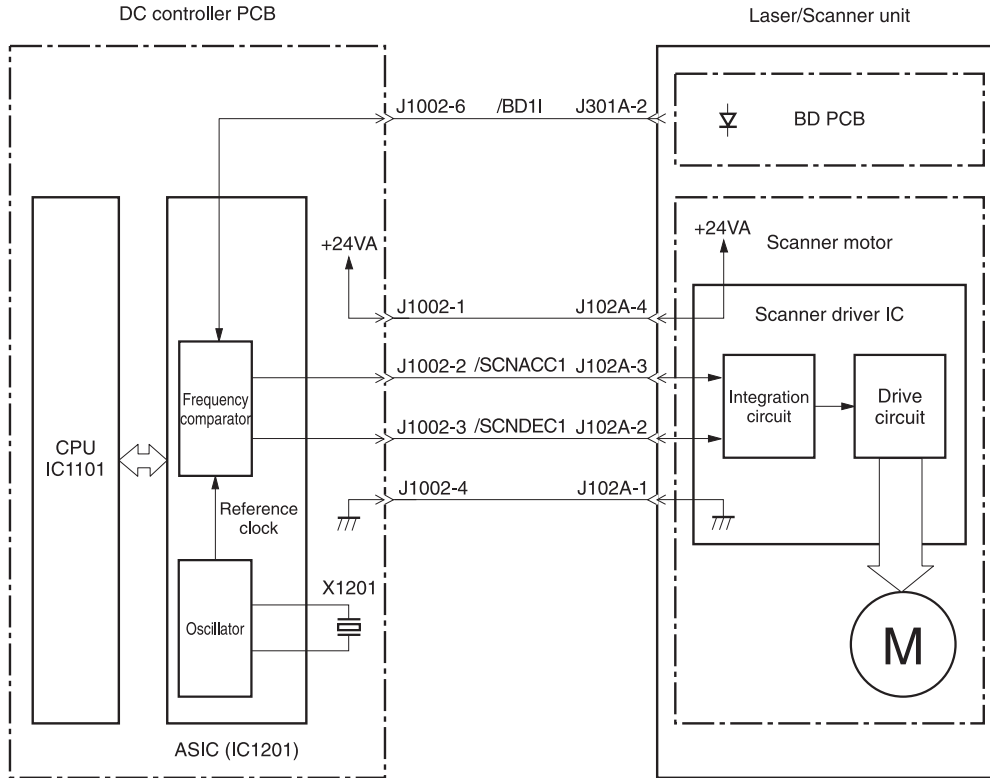 DC controller PCB
Laser/Scanner unit
J1002-6 /BD1I J301A-2
BD PCB
+24VA
+24VA
Scanner motor
J1002-1 J102A-4
Scanner driver IC
J1002-2 /SCNACC1 J102A-3
Frequency
comparator
Integration
circuit
Drive
circuit
J1002-3 /SCNDEC1 J102A-2
CPU
IC1101
J1002-4 J102A-1
Reference
clock
X1201
Oscillator
M
ASIC (IC1201)